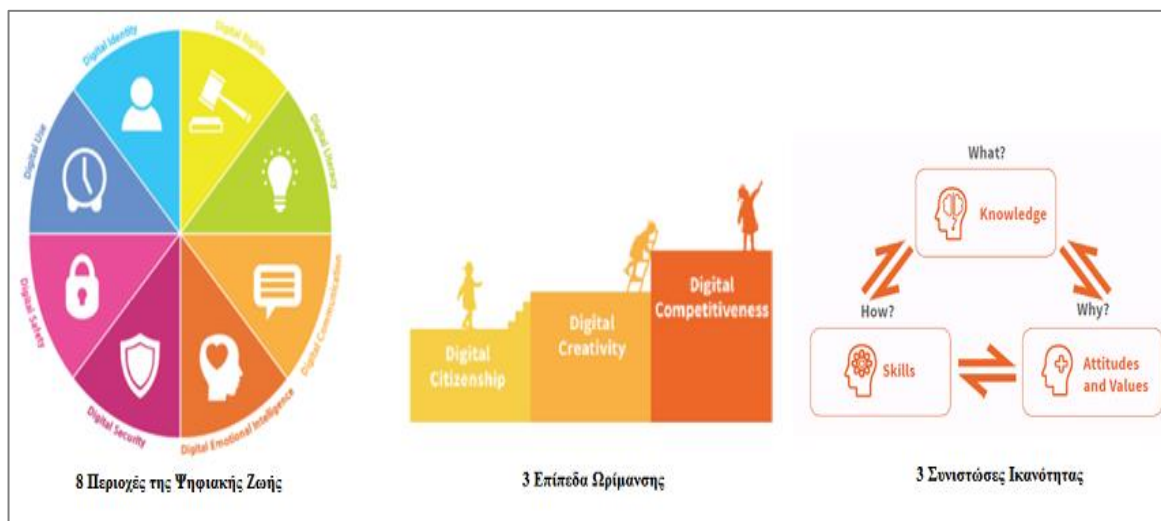 Digital Identity
Digital Rights
Digital Literacy
Digital Communication
Digital Emotional Intelligence
Digital Security
Digital Safety
Digital Use
8 Περιοχές της Ψηφιακής Ζωής
Digital
Citizenship
Digital
Creativity
Digital
Competitiveness
3 Επίπεδα Ωρίμανσης
What?
Knowledge
How?
Skills
Why?
Attitudes
and Values
3 Συνιστώσες Ικανότητας